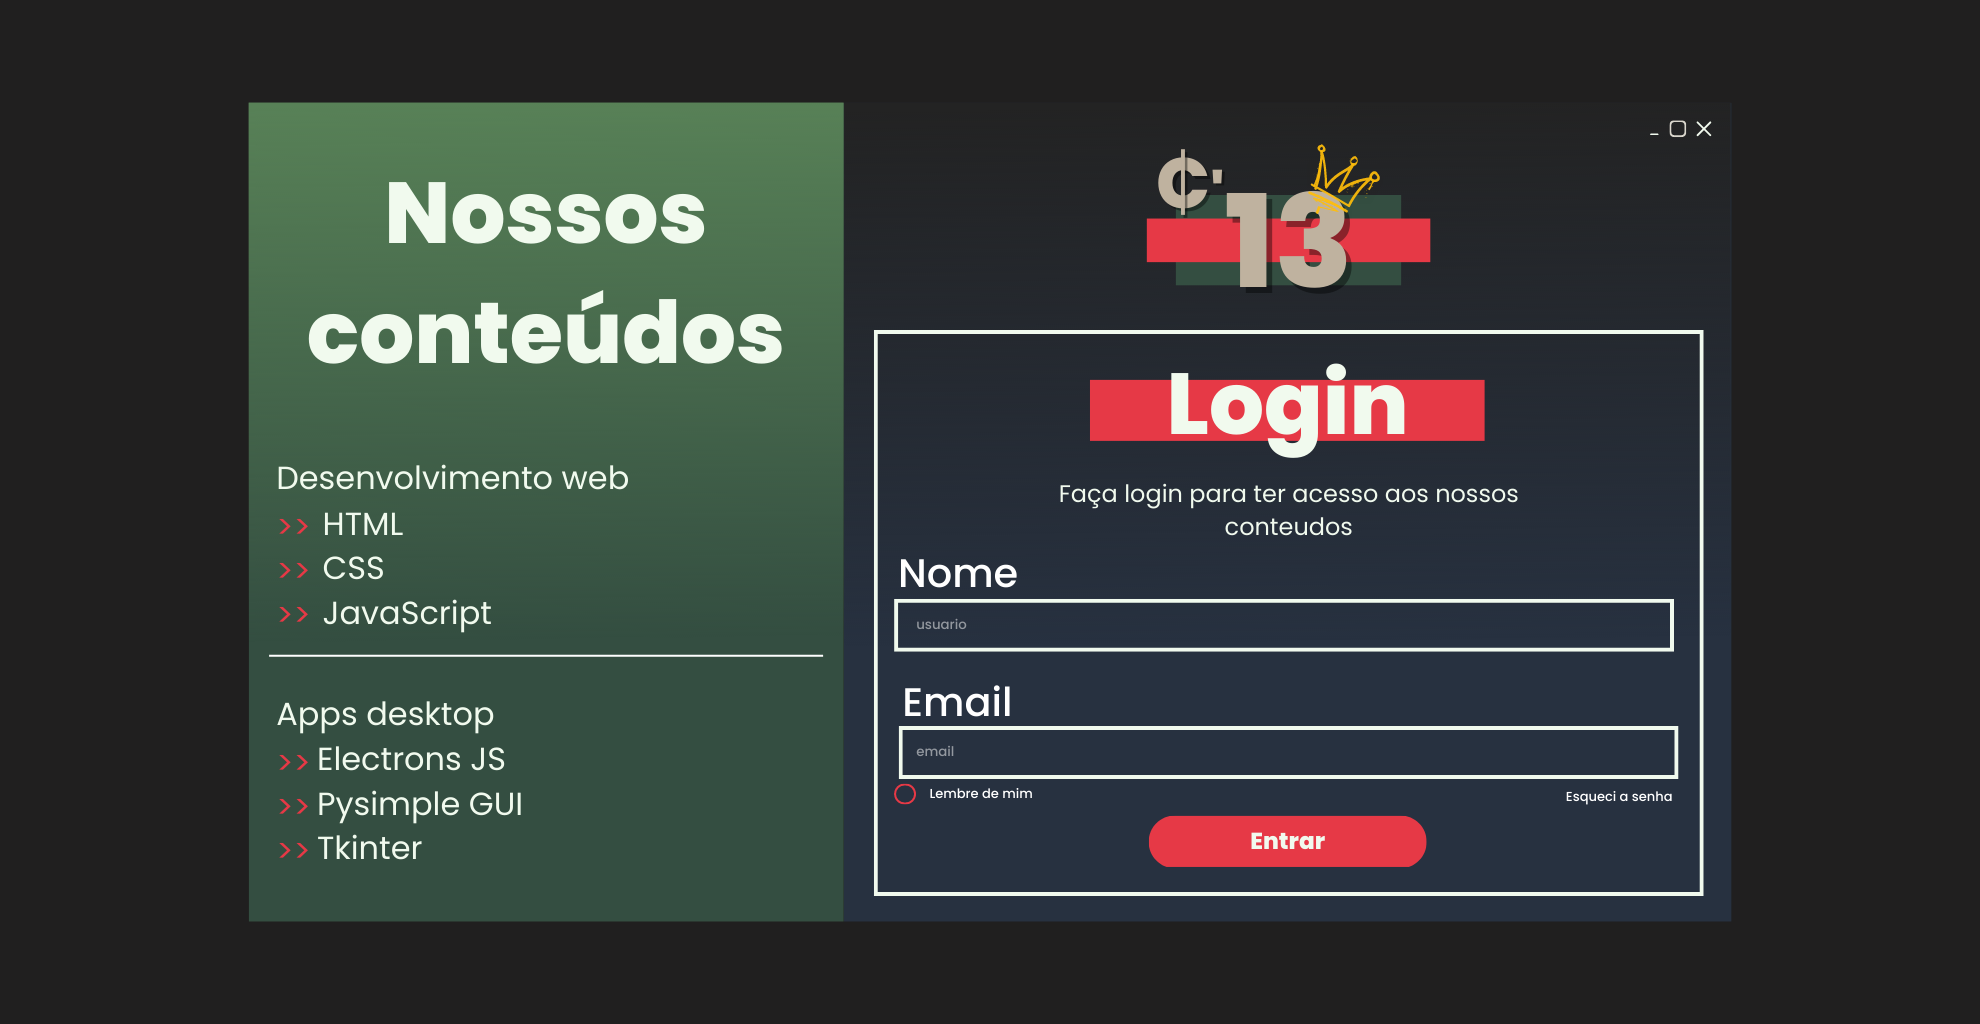 Nossos
conteúdos
Desenvolvimento web
>> HTML
>> CSS
>> JavaScript
Apps desktop
>> Electrons JS
>> Pysimple GUI
>> Tkinter
₵'
13
Login
Faça login para ter acesso aos nossos
conteudos
Nome
usuario
Email
email
Lembre de mim
Esqueci a senha
Entrar